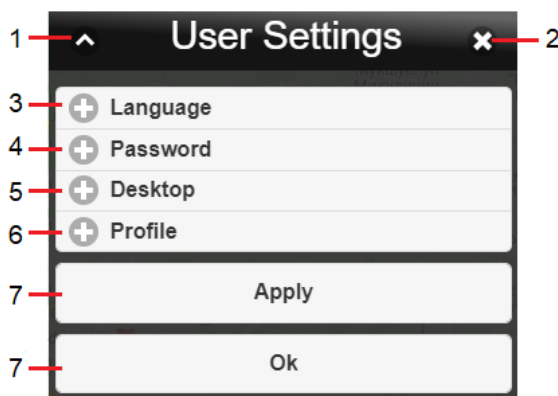 1 User Settings 2
3 Language
4 Password
5 Desktop
6 Profile
7 Apply
7 Ok